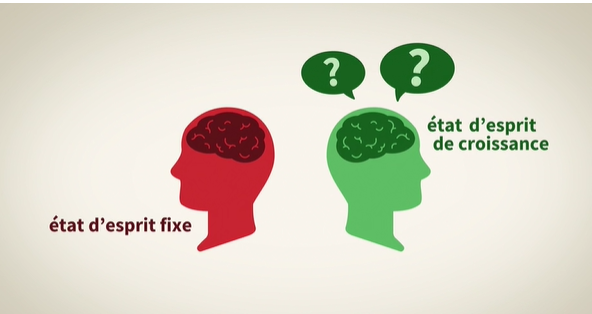 ?
?
état d'esprit
de croissance
état d'esprit fixe